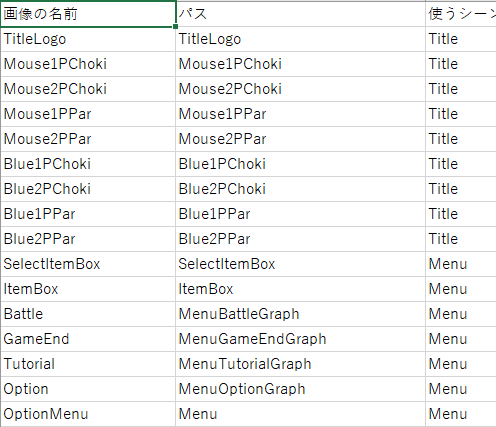 画像の名前 パス 使うシーン
TitleLogo TitleLogo Title
Mouse1PChoki Mouse1PChoki Title
Mouse2PChoki Mouse2PChoki Title
Mouse1PPar Mouse1PPar Title
Mouse2PPar Mouse2PPar Title
Blue1PChoki Blue1PChoki Title
Blue2PChoki Blue2PChoki Title
Blue1PPar Blue1PPar Title
Blue2PPar Blue2PPar Title
SelectItemBox SelectItemBox Menu
ItemBox ItemBox Menu
Battle MenuBattleGraph Menu
GameEnd MenuGameEndGraph Menu
Tutorial MenuTutorialGraph Menu
Option MenuOptionGraph Menu
OptionMenu Menu Menu